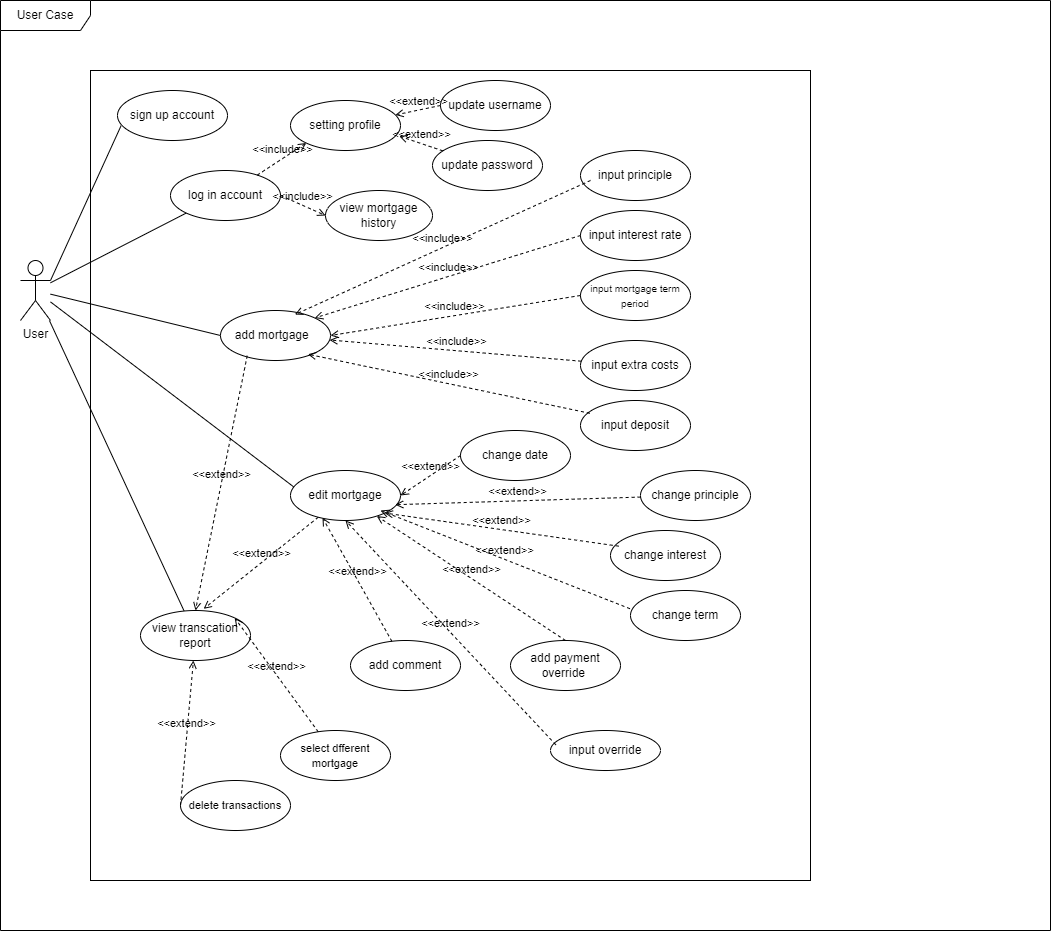 User Case
sign up account
setting profile
<<extend>>
update username
<<extend>>
update password
<<include>>
log in account
<<include>>
view mortgage
history
input principle
<<include>>
input interest rate
<<include>>
input mortgage term
period
<<include>>
User
add mortgage
<<include>>
input extra costs
<<include>>
input deposit
<<extend>>
change date
<<extend>>
edit mortgage
<<extend>>
change principle
<<extend>>
change interest
<<extend>>
<<extend>>
<<extend>>
<<extend>>
change term
<<extend>>
view transcation
report
<<extend>>
add comment
add payment
override
<<extend>>
select dfferent
mortgage
input override
delete transactions